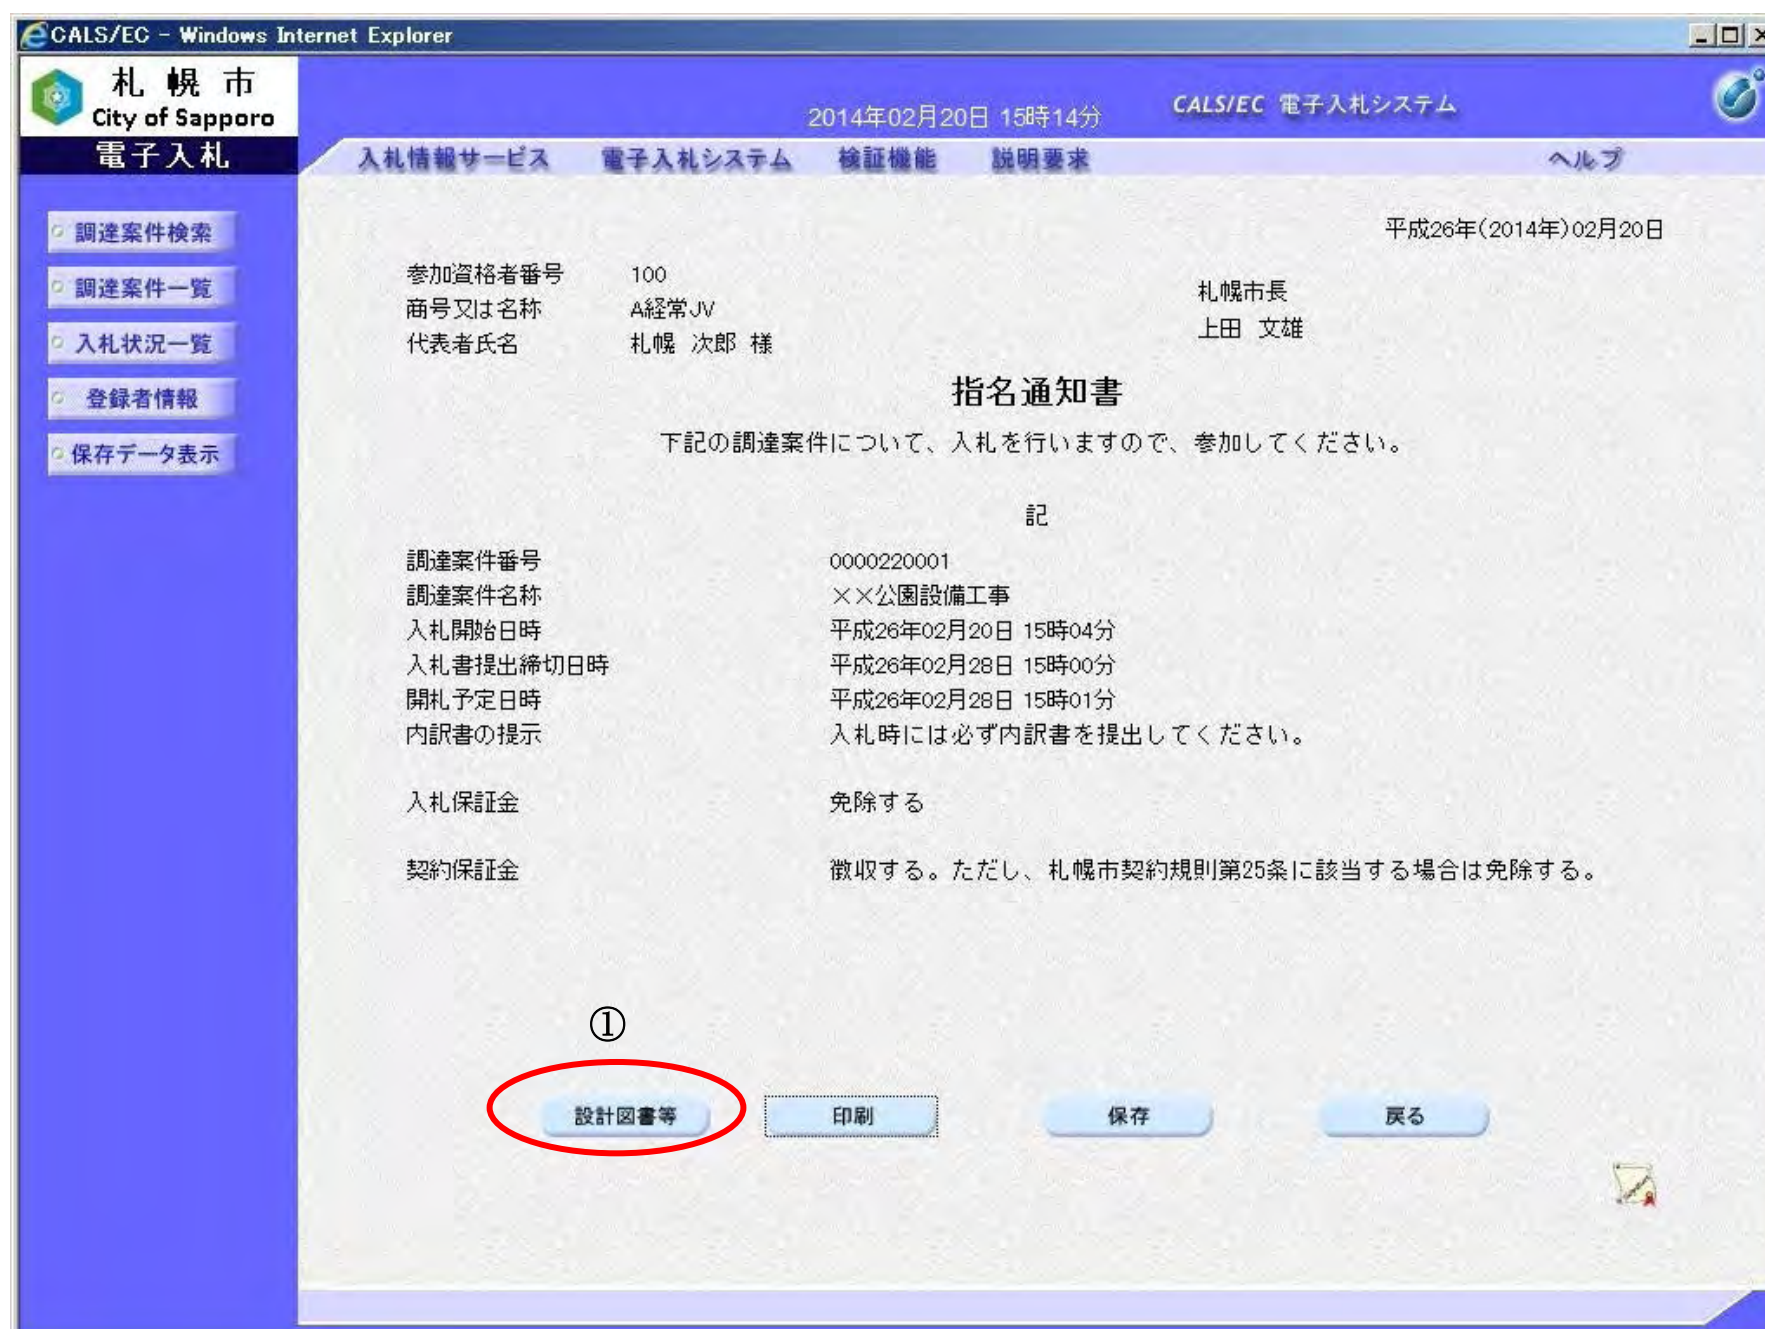 CALS/EC - Windows Internet Explorer
札幌市
City of Sapporo
電子入札
2014年02月20日 15時14分
CALS/EC 電子入札システム
入札情報サービス 電子入札システム 検証機能 説明要求 ヘルプ
調達案件検索
調達案件一覧
入札状況一覧
登録者情報
保存データ表示
平成26年(2014年)02月20日
参加資格者番号 100
商号又は名称 A経常JV
代表者氏名 札幌 次郎 様
札幌市長
上田 文雄
指名通知書
下記の調達案件について、入札を行いますので、参加してください。
記
調達案件番号 0000220001
調達案件名称 ××公園設備工事
入札開始日時 平成26年02月20日 15時04分
入札書提出締切日時 平成26年02月28日 15時00分
開札予定日時 平成26年02月28日 15時01分
内訳書の提示 入札時には必ず内訳書を提出してください。
入札保証金 免除する
契約保証金 徴収する。ただし、札幌市契約規則第25条に該当する場合は免除する。
①
設計図書等 印刷 保存 戻る